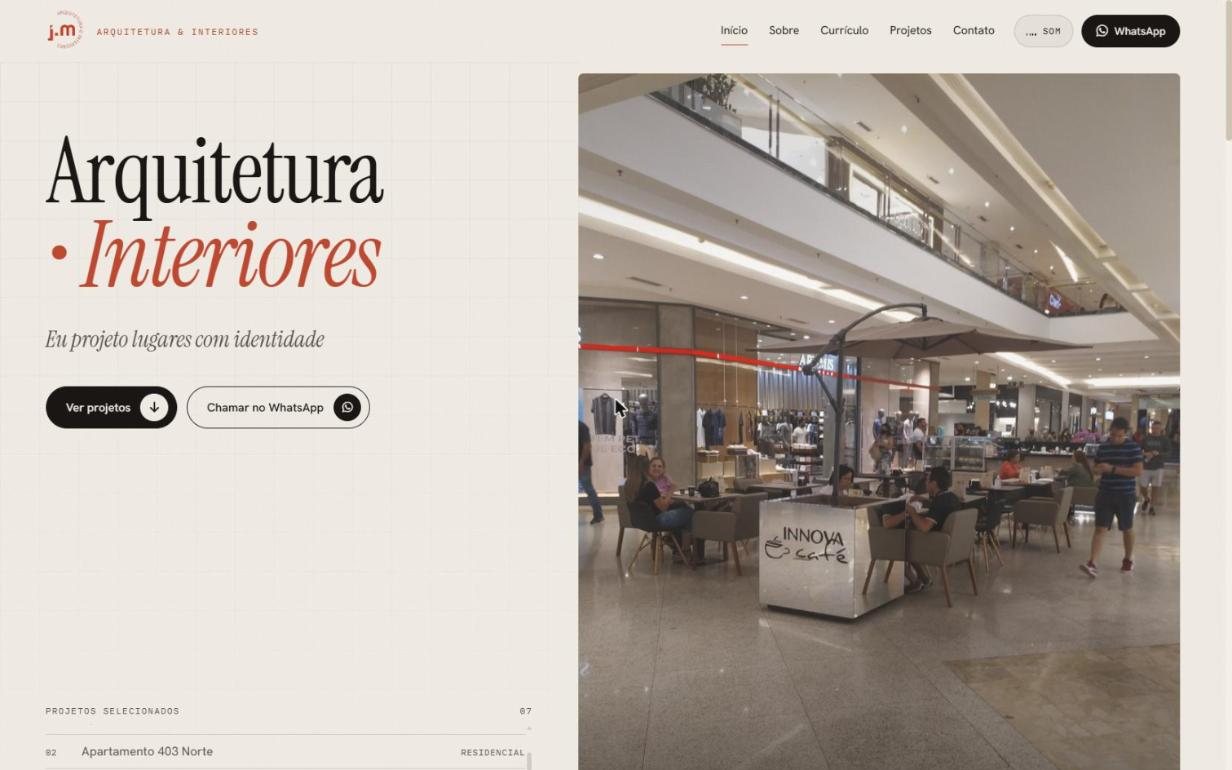 j.m
ARQUITETURA & INTERIORES
Início
Sobre
Currículo
Projetos
Contato
SOM
WhatsApp
Arquitetura
• Interiores
Eu projeto lugares com identidade
Ver projetos
Chamar no WhatsApp
INNOVA
café
PROJETOS SELECIONADOS
07
02
Apartamento 403 Norte
RESIDENCIAL